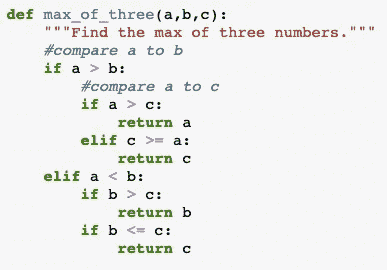 def max_of_three(a,b,c):
    """Find the max of three numbers."""
    #compare a to b
    if a > b:
        #compare a to c
        if a > c:
            return a
        elif c >= a:
            return c
    elif a < b:
        if b > c:
            return b
        if b <= c:
            return c